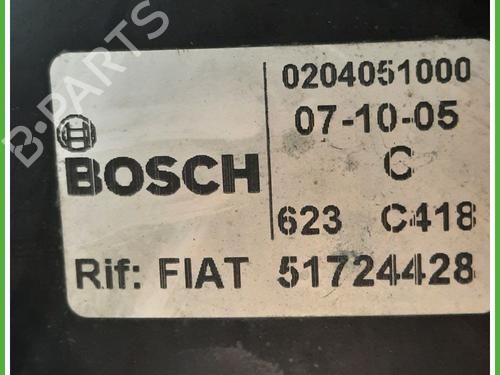 0204051000
07-10-05
BOSCH
C
623 C418
Rif: FIAT 51724428
B-PARTS